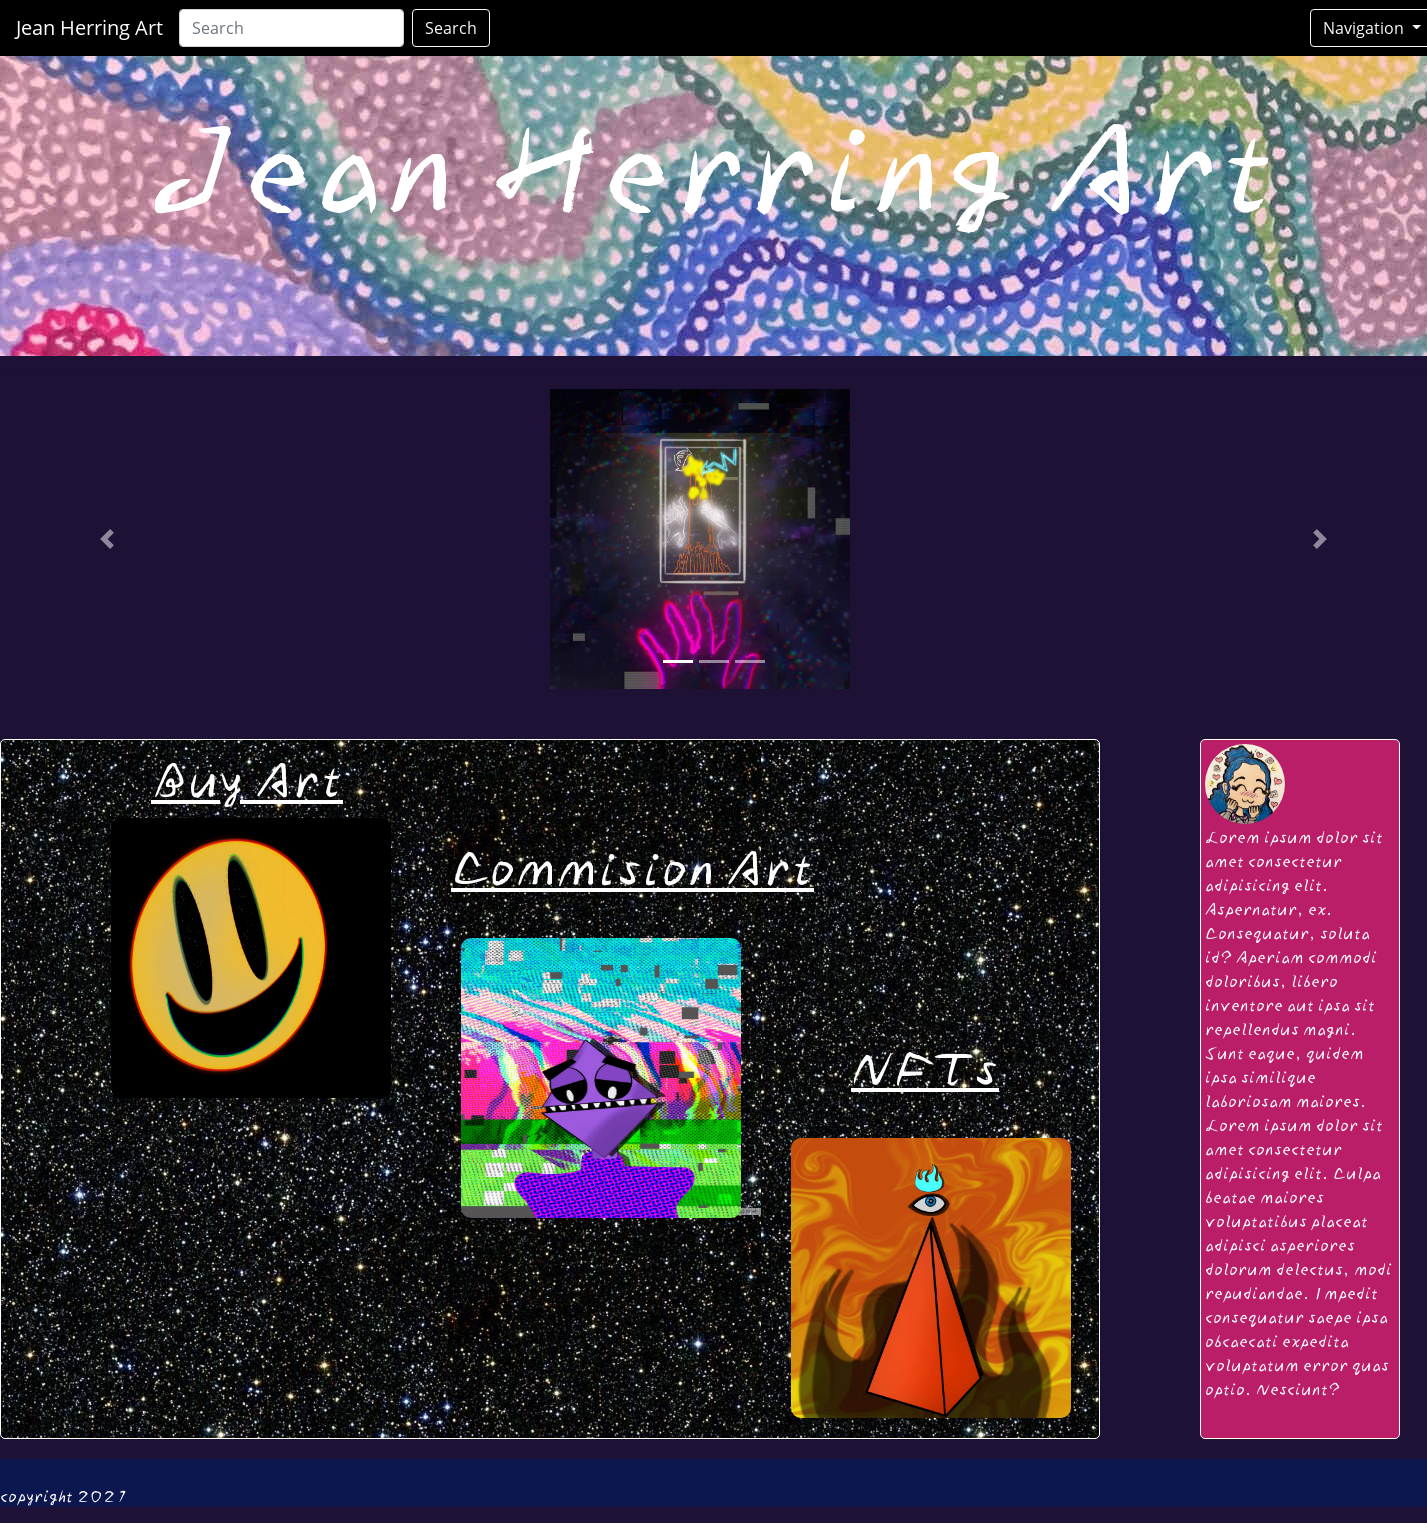 Jean Herring Art
Search
Search
Navigation
Jean Herring Art
Buy Art
Commision Art
NFTs
Lorem ipsum dolor sit
amet consectetur
adipisicing elit.
Aspernatur, ex.
Consequatur, soluta
id? Aperiam commodi
doloribus, libero
inventore aut ipsa sit
repellendus magni.
Sunt eaque, quidem
ipsa similique
laboriosam maiores.
Lorem ipsum dolor sit
amet consectetur
adipisicing elit. Culpa
beatae maiores
voluptatibus placeat
adipisci asperiores
dolorum delectus, modi
repudiandae. Impedit
consequatur saepe ipsa
obcaecati expedita
voluptatum error quas
optio. Nesciunt?
copyright 2021